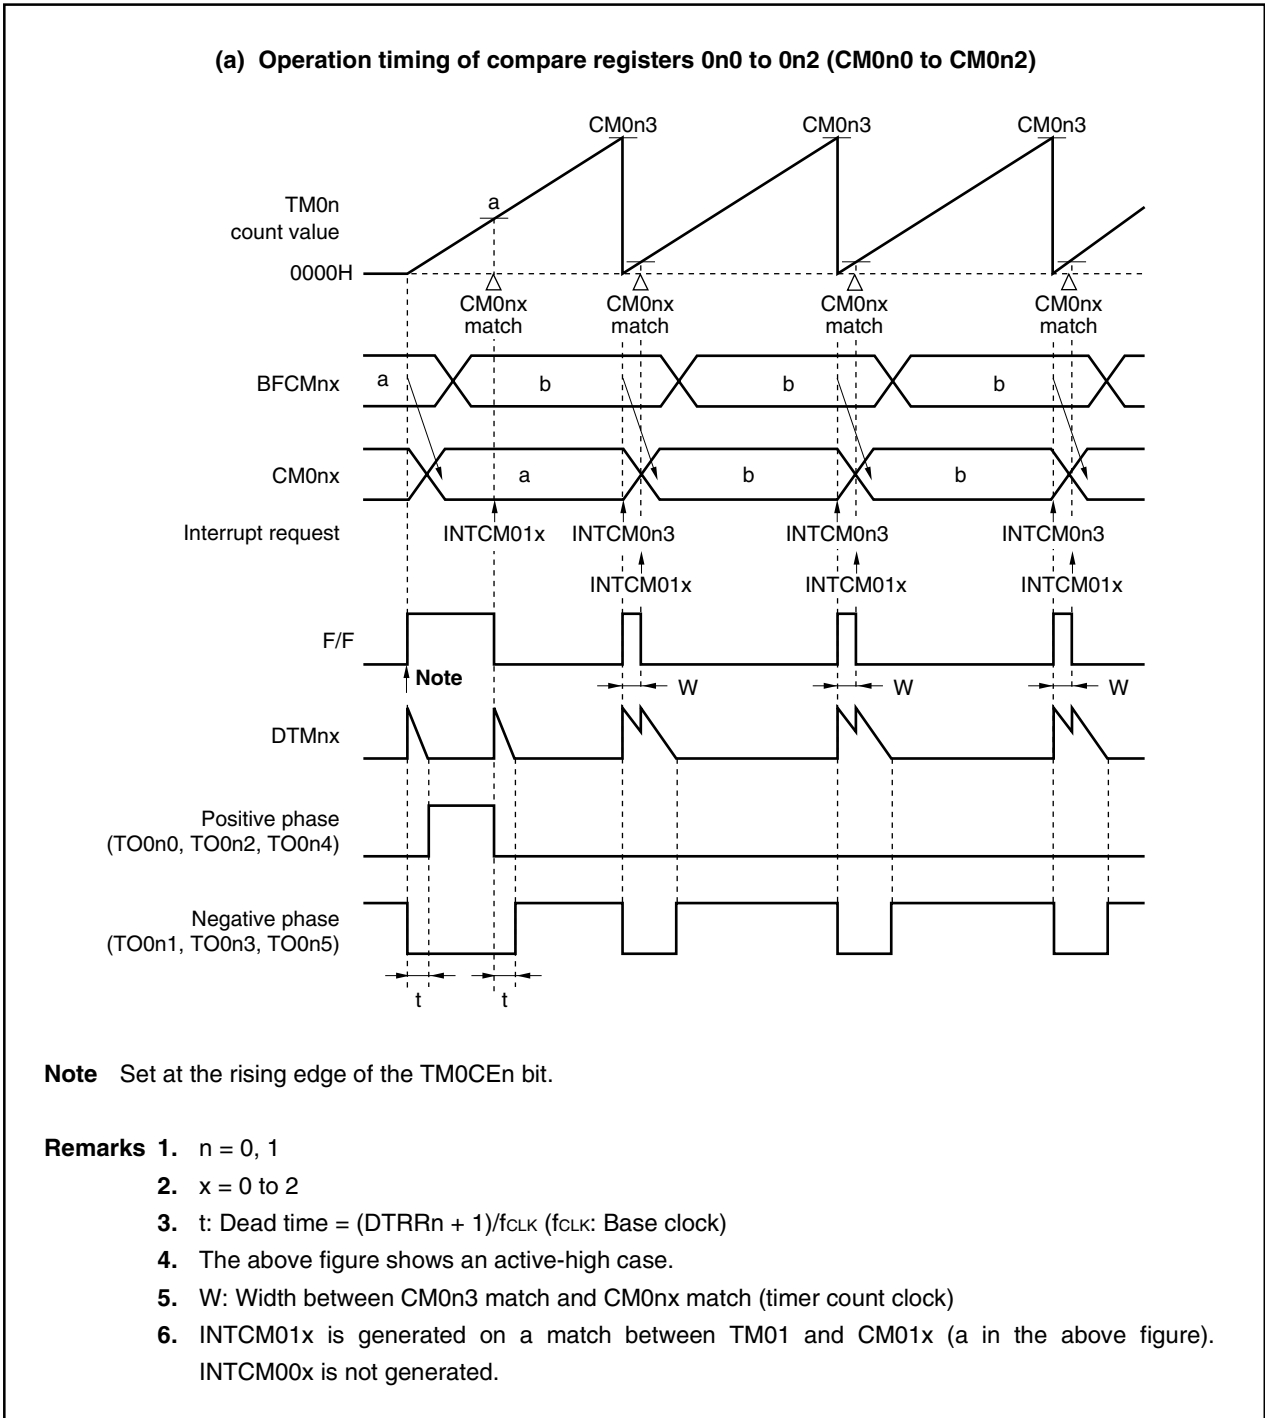 (a) Operation timing of compare registers 0n0 to 0n2 (CM0n0 to CM0n2)
CM0n3 CM0n3 CM0n3
TM0n
count value
a
0000H
CM0nx
match
CM0nx
match
CM0nx
match
CM0nx
match
BFCMnx
a b b b
CM0nx
a b b
Interrupt request
INTCM01x INTCM0n3 INTCM0n3 INTCM0n3
INTCM01x INTCM01x INTCM01x
F/F
Note
W W W
DTMnx
Positive phase
(TO0n0, TO0n2, TO0n4)
Negative phase
(TO0n1, TO0n3, TO0n5)
t t
Note Set at the rising edge of the TM0CEn bit.
Remarks 1. n = 0, 1
2. x = 0 to 2
3. t: Dead time = (DTRRn + 1)/fCLK (fCLK: Base clock)
4. The above figure shows an active-high case.
5. W: Width between CM0n3 match and CM0nx match (timer count clock)
6. INTCM01x is generated on a match between TM01 and CM01x (a in the above figure).
INTCM00x is not generated.